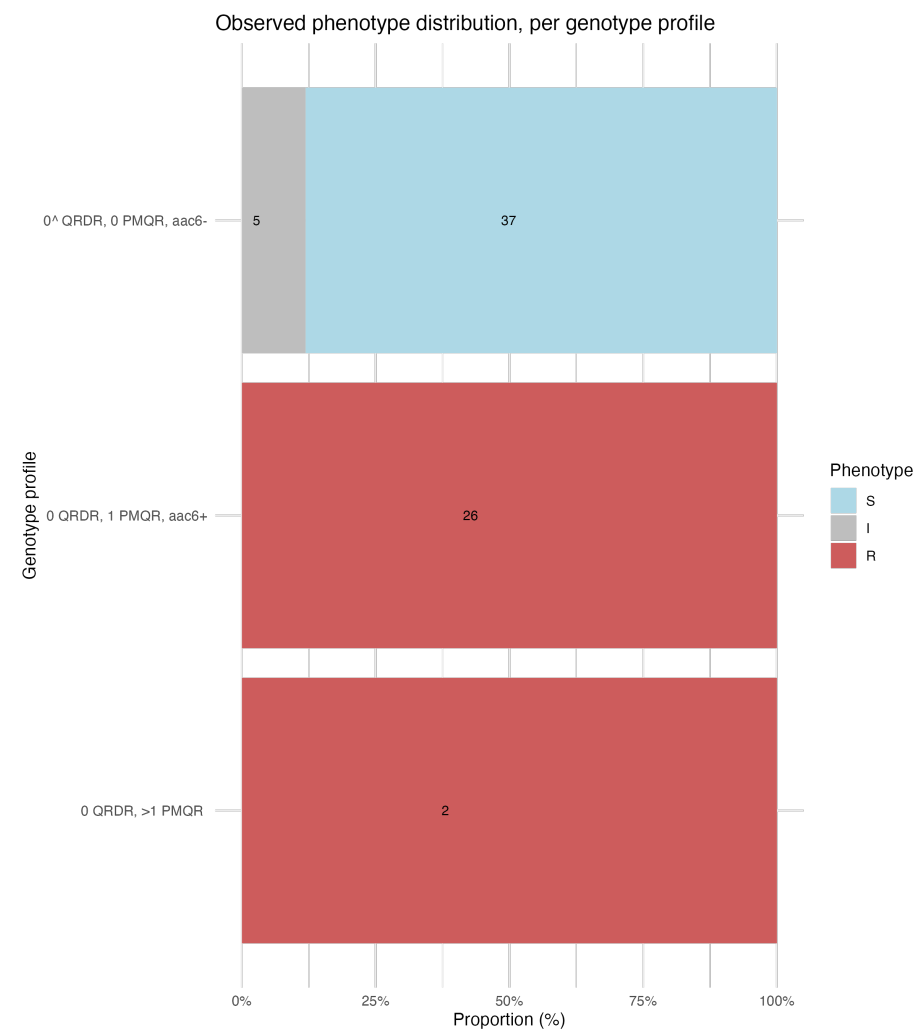 Observed phenotype distribution, per genotype profile
0^ QRDR, 0 PMQR, aac6-
5
37
Genotype profile
0 QRDR, 1 PMQR, aac6+
26
Phenotype
S
I
R
0 QRDR, >1 PMQR
2
0%
25%
50%
75%
100%
Proportion (%)